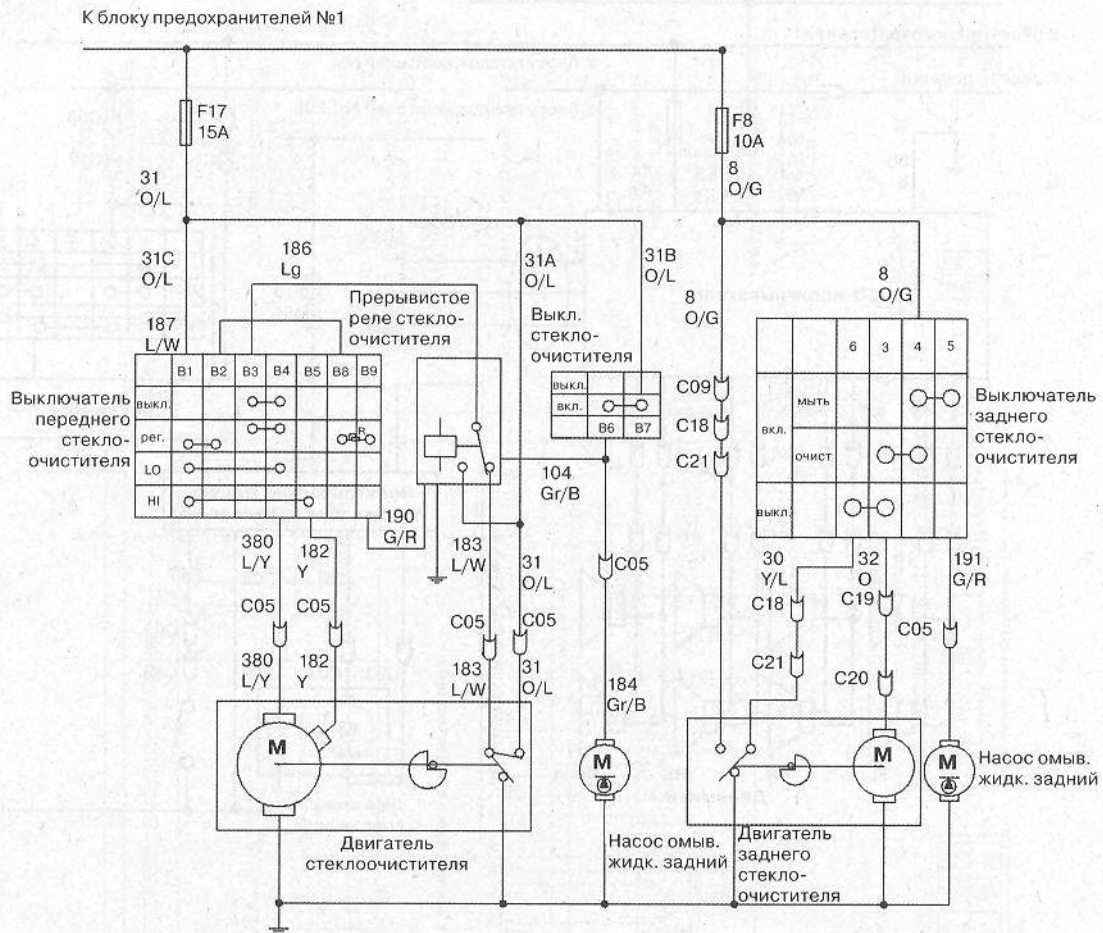 К блоку предохранителей №1
F17
15A
F8
10A
31
O/L
8
O/G
31C
O/L
186
Lg
31A
O/L
31B
O/L
8
O/G
8
O/G
187
L/W
Прерывистое
реле стекло-
очистителя
Выкл.
стекло-
очистителя
B1 B2 B3 B4 B5 B8 B9
выкл.
рег.
R
LO
HI
Выключатель
переднего
стекло-
очистителя
выкл.
вкл.
B6 B7
C09
C18
C21
6 3 4 5
мыть
вкл.
очист
выкл.
Выключатель
заднего
стекло-
очистителя
104
Gr/B
190
G/R
380
L/Y
182
Y
183
L/W
31
O/L
C05
30
Y/L
32
O
191
G/R
C18
C19
C05
C05
C05
C05
C05
C21
C20
380
L/Y
182
Y
183
L/W
31
O/L
184
Gr/B
M
M
M
M
Насос омыв.
жидк. задний
Двигатель
стеклоочистителя
Насос омыв.
жидк. задний
Двигатель
заднего
стекло-
очистителя